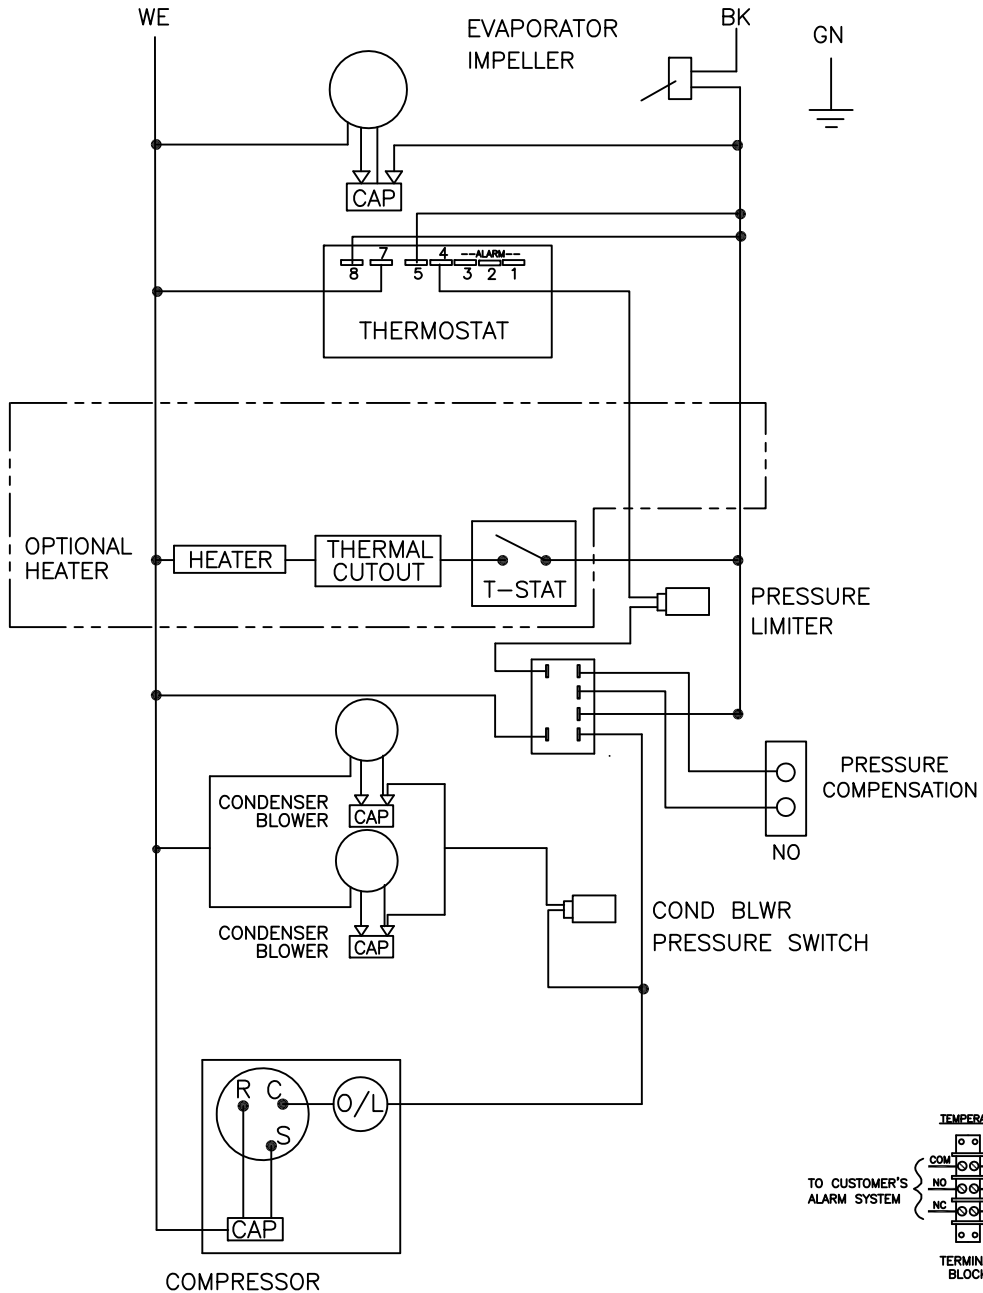 WE
EVAPORATOR
IMPELLER
BK
GN
CAP
8
7
5
4
--ALARM--
3
2
1
THERMOSTAT
OPTIONAL
HEATER
HEATER
THERMAL
CUTOUT
T-STAT
PRESSURE
LIMITER
PRESSURE
COMPENSATION
NO
CONDENSER
BLOWER
CAP
CONDENSER
BLOWER
CAP
COND BLWR
PRESSURE SWITCH
R
C
S
O/L
CAP
COMPRESSOR
TO CUSTOMER'S
ALARM SYSTEM
COM
NO
NC